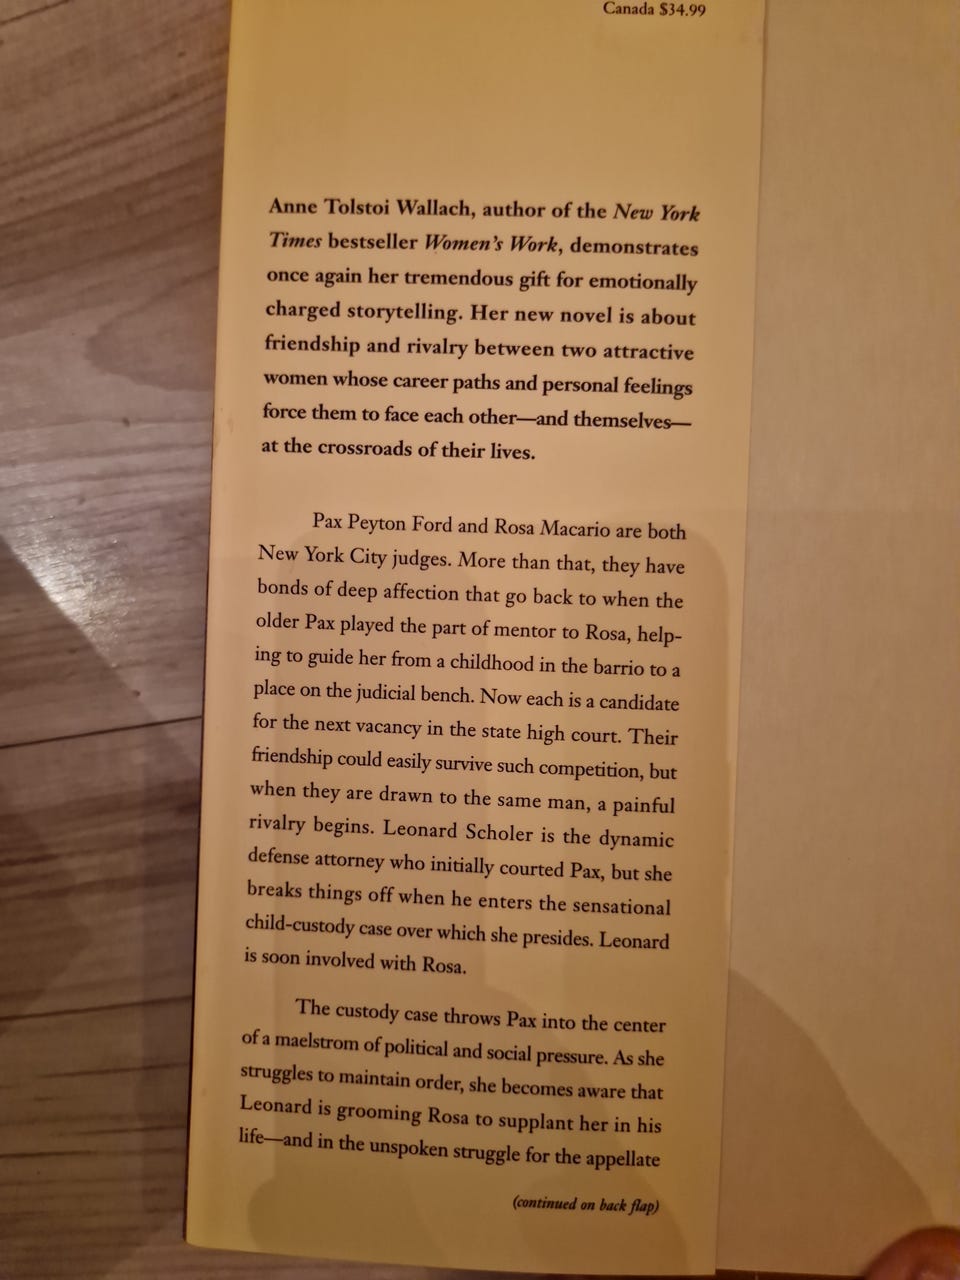 Canada $34.99
Anne Tolstoi Wallach, author of the New York
Times bestseller Women's Work, demonstrates
once again her tremendous gift for emotionally
charged storytelling. Her new novel is about
friendship and rivalry between two attractive
women whose career paths and personal feelings
force them to face each other—and themselves—
at the crossroads of their lives.
Pax Peyton Ford and Rosa Macario are both
New York City judges. More than that, they have
bonds of deep affection that go back to when the
older Pax played the part of mentor to Rosa, help-
ing to guide her from a childhood in the barrio to a
place on the judicial bench. Now each is a candidate
for the next vacancy in the state high court. Their
friendship could easily survive such competition, but
when they are drawn to the same man, a painful
rivalry begins. Leonard Scholer is the dynamic
defense attorney who initially courted Pax, but she
breaks things off when he enters the sensational
child-custody case over which she presides. Leonard
is soon involved with Rosa.
The custody case throws Pax into the center
of a maelstrom of political and social pressure. As she
struggles to maintain order, she becomes aware that
Leonard is grooming Rosa to supplant her in his
life—and in the unspoken struggle for the appellate
(continued on back flap)